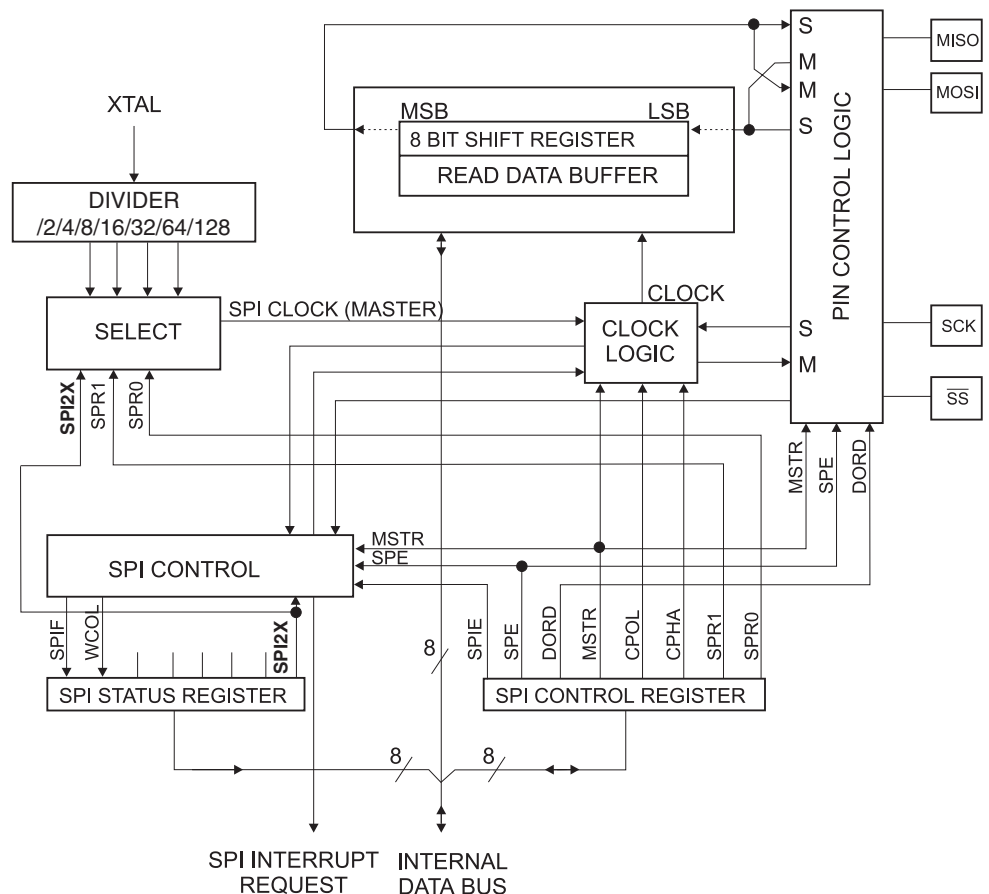 S
MISO
M
XTAL
MSB
LSB
M
MOSI
8 BIT SHIFT REGISTER
S
READ DATA BUFFER
DIVIDER
/2/4/8/16/32/64/128
PIN CONTROL LOGIC
SPI CLOCK (MASTER)
CLOCK
SELECT
CLOCK
LOGIC
S
SCK
M
SPI2X
SPR1
SPR0
SS
MSTR
SPE
DORD
SPI CONTROL
MSTR
SPE
SPIF
WCOL
SPI2X
8
SPIE
SPE
DORD
MSTR
CPOL
CPHA
SPR1
SPR0
SPI STATUS REGISTER
SPI CONTROL REGISTER
8
8
SPI INTERRUPT
REQUEST
INTERNAL
DATA BUS